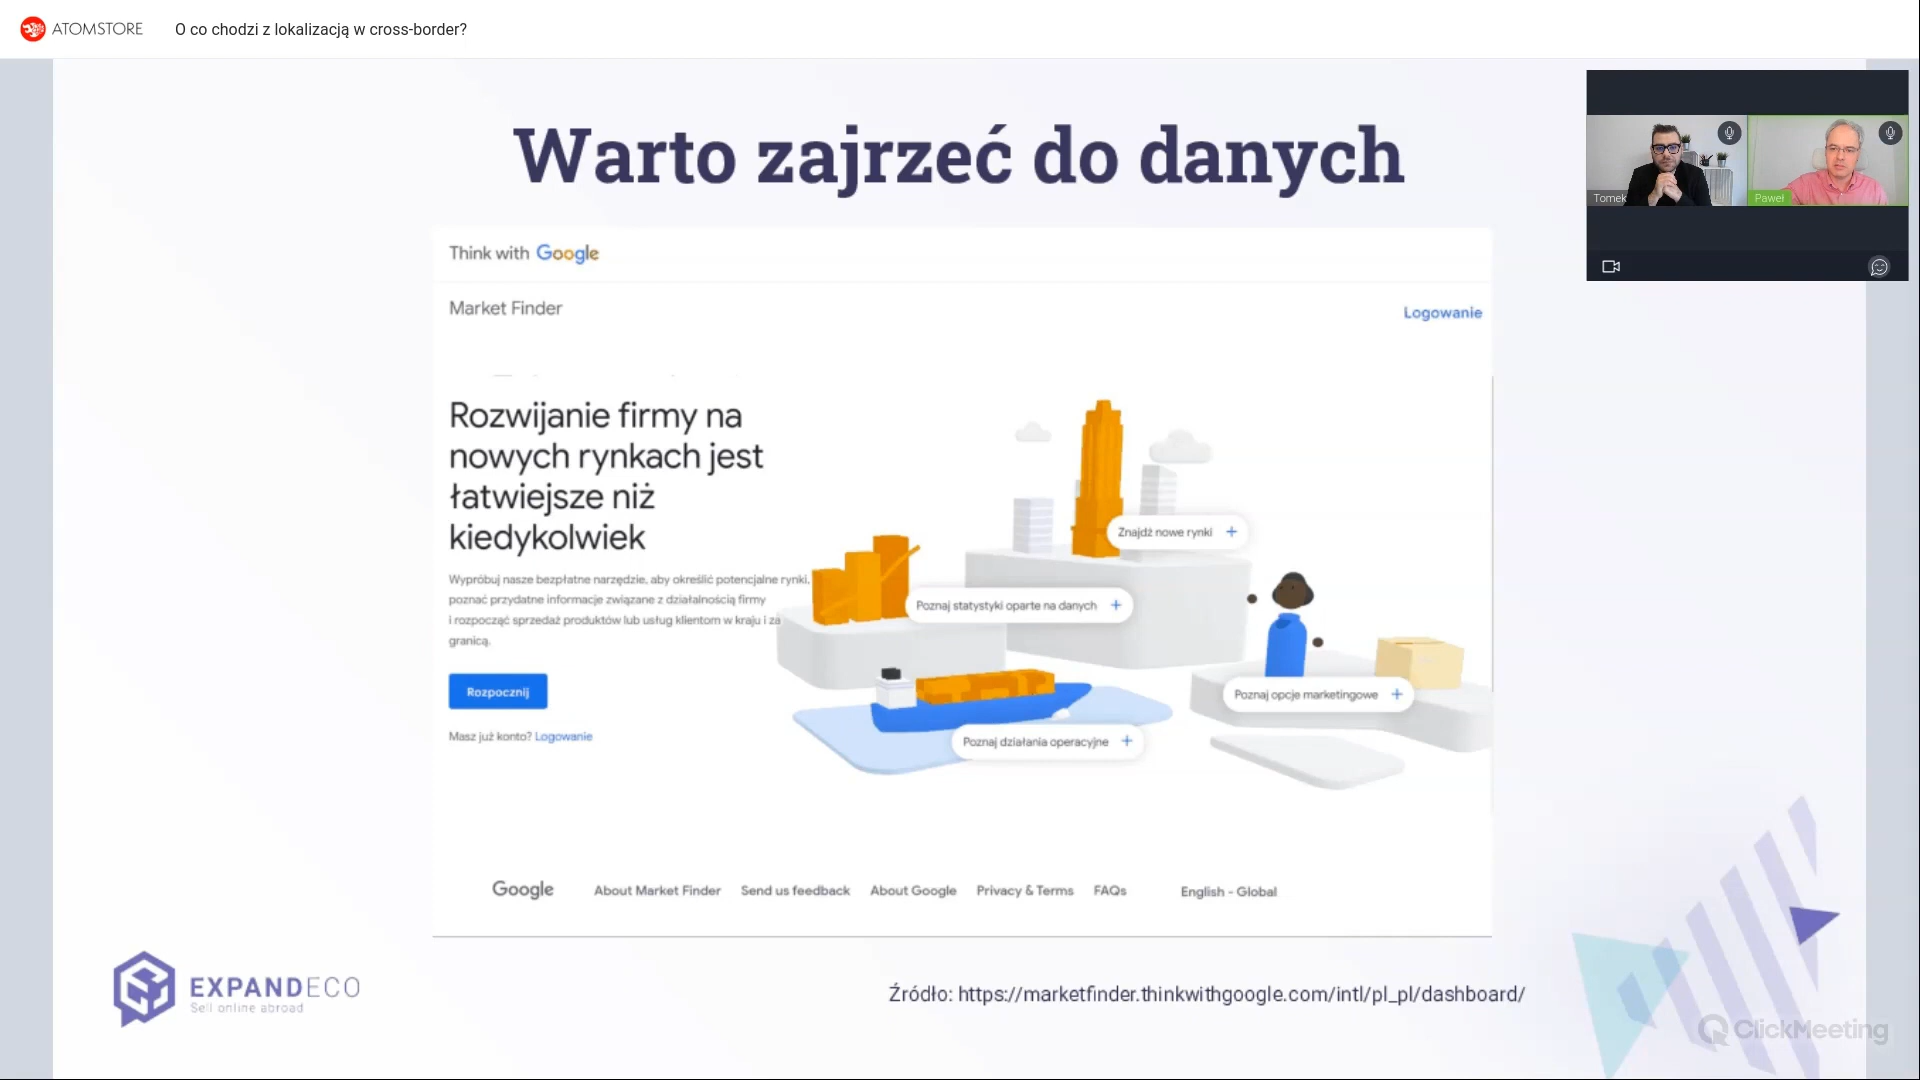 ATOMSTORE
O co chodzi z lokalizacją w cross-border?
Warto zajrzeć do danych
Tomek
Paweł
Think with Google
Market Finder
Logowanie
Rozwijanie firmy na
nowych rynkach jest
łatwiejsze niż
kiedykolwiek
Wypróbuj nasze bezpłatne narzędzie, aby określić potencjalne rynki,
poznać przydatne informacje związane z działalnością firmy
i rozpocząć sprzedaż produktów lub usług klientom w kraju i za
granicą.
Rozpocznij
Masz już konto? Logowanie
Znajdź nowe rynki +
Poznaj statystyki oparte na danych +
Poznaj opcje marketingowe +
Poznaj działania operacyjne +
Google
About Market Finder
Send us feedback
About Google
Privacy & Terms
FAQs
English - Global
EXPANDECO
Sell online abroad
Źródło: https://marketfinder.thinkwithgoogle.com/intl/pl_pl/dashboard/
ClickMeeting